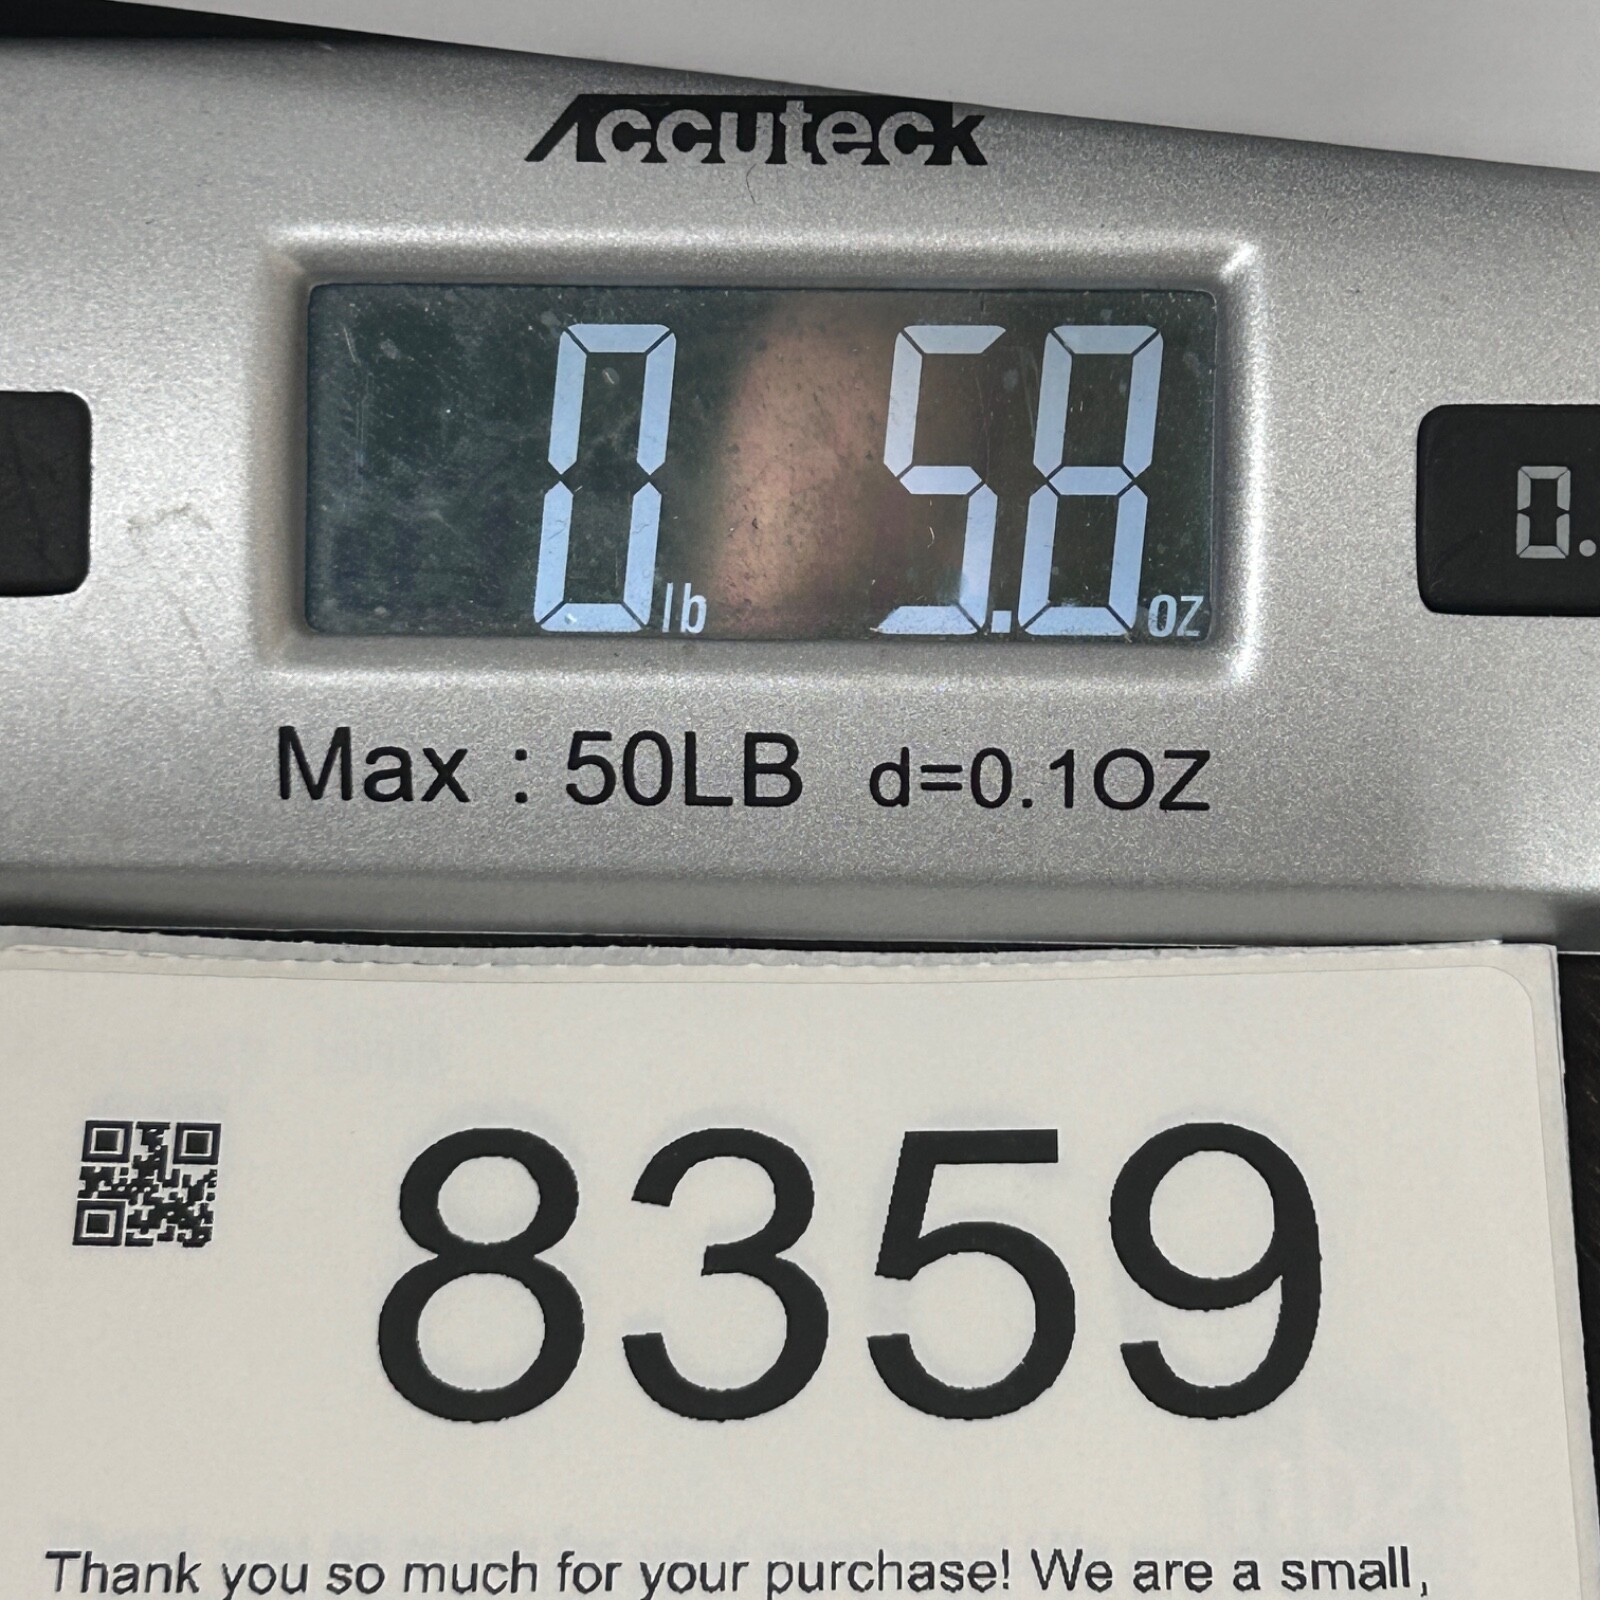 Accuteck
0 lb 5.8 oz
0.
Max : 50LB d=0.1OZ
8359
Thank you so much for your purchase! We are a small,